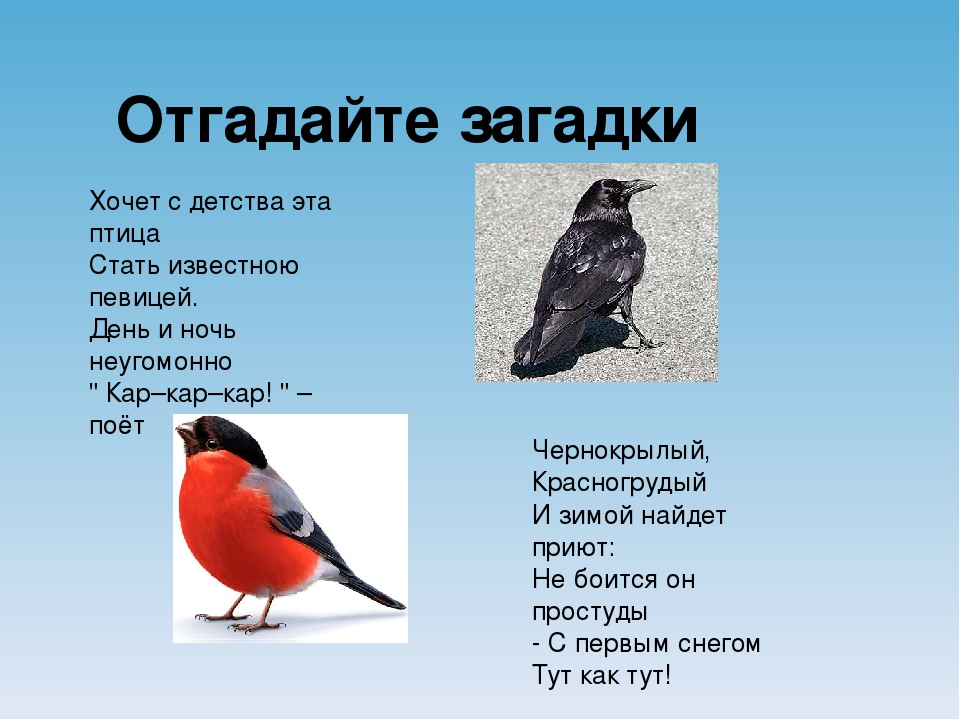 Отгадайте загадки
Хочет с детства эта
птица
Стать известною
певицей.
День и ночь
неугомонно
" Кар–кар–кар! " –
поёт
Чернокрылый,
Красногрудый
И зимой найдет
приют:
Не боится он
простуды
- С первым снегом
Тут как тут!